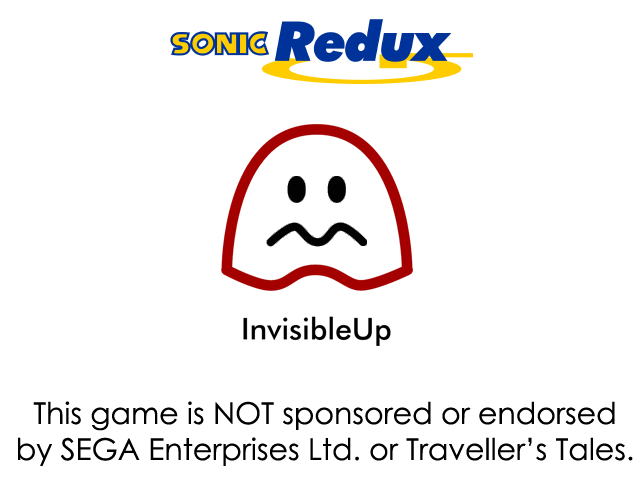 SONIC Redux
InvisibleUp
This game is NOT sponsored or endorsed
by SEGA Enterprises Ltd. or Traveller's Tales.